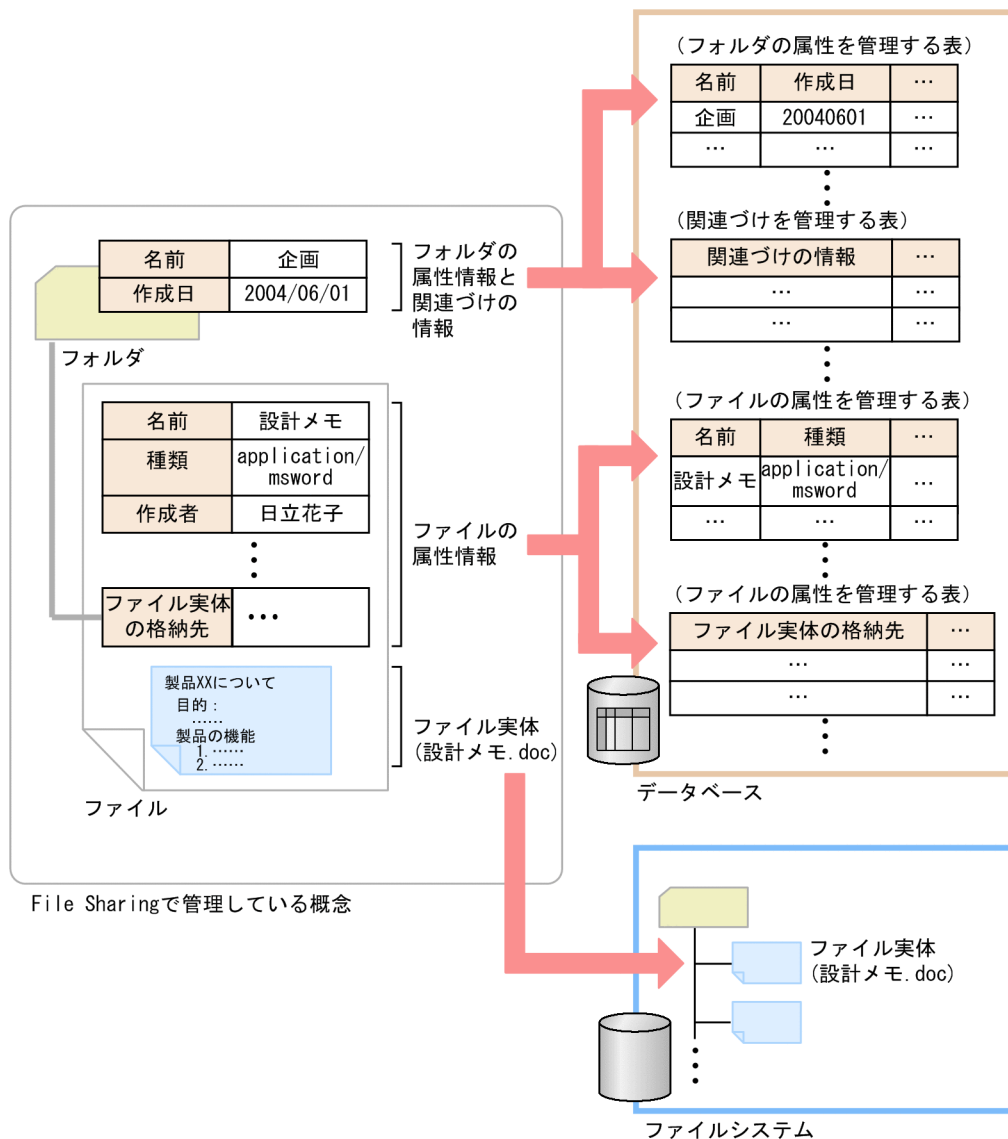 名前 企画
作成日 2004/06/01
フォルダの
属性情報と
関連づけの
情報
フォルダ
名前 設計メモ
種類 application/
msword
作成者 日立花子
⋮
ファイル実体
の格納先 …
ファイルの
属性情報
製品XXについて
目的：
……
製品の機能
1.……
2.……
ファイル実体
(設計メモ.doc)
ファイル
File Sharingで管理している概念
(フォルダの属性を管理する表)
名前 作成日 …
企画 20040601 …
… … …
⋮
(関連づけを管理する表)
関連づけの情報 …
… …
… …
⋮
(ファイルの属性を管理する表)
名前 種類 …
設計メモ application/
msword …
… … …
⋮
(ファイルの属性を管理する表)
ファイル実体の格納先 …
… …
… …
⋮
データベース
ファイル実体
(設計メモ.doc)
⋮
ファイルシステム